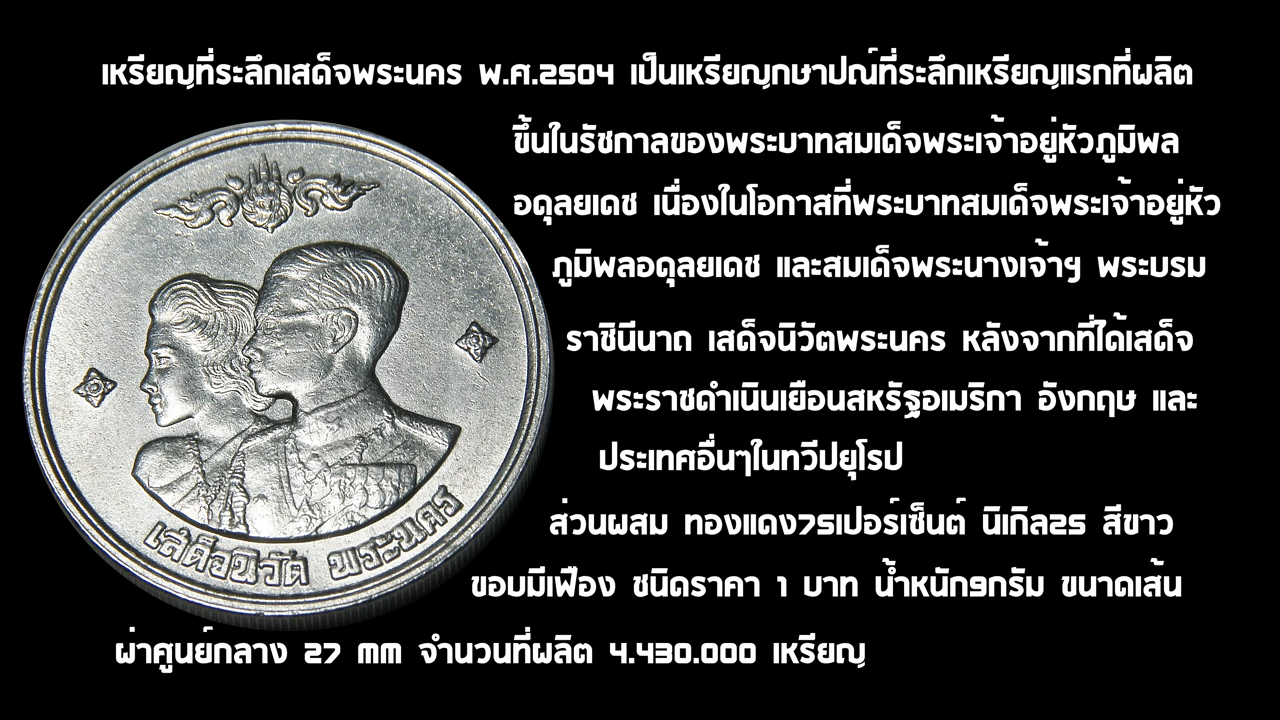 เหรียญที่ระลึกเสด็จพระนคร พ.ศ.2504 เป็นเหรียญกษาปณ์ที่ระลึกเหรียญแรกที่ผลิต
ขึ้นในรัชกาลของพระบาทสมเด็จพระเจ้าอยู่หัวภูมิพล
อดุลยเดช เนื่องในโอกาสที่พระบาทสมเด็จพระเจ้าอยู่หัว
ภูมิพลอดุลยเดช และสมเด็จพระนางเจ้าฯ พระบรม
ราชินีนาถ เสด็จนิวัตพระนคร หลังจากที่ได้เสด็จ
พระราชดำเนินเยือนสหรัฐอเมริกา อังกฤษ และ
ประเทศอื่นๆในทวีปยุโรป
ส่วนผสม ทองแดง75เปอร์เซ็นต์ นิเกิล25 สีขาว
ขอบมีเฟือง ชนิดราคา 1 บาท น้ำหนัก9กรัม ขนาดเส้น
ผ่าศูนย์กลาง 27 mm จำนวนที่ผลิต 4.430.000 เหรียญ
เสด็จนิวัต พระนคร